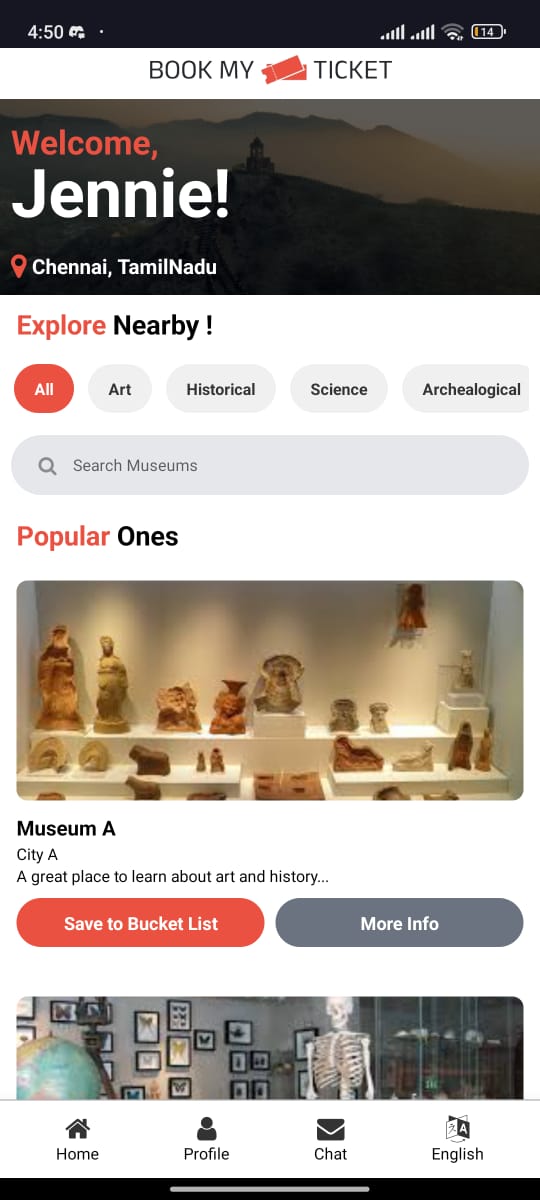 4:50
14
BOOK MY TICKET
Welcome,
Jennie!
Chennai, TamilNadu
Explore Nearby !
All Art Historical Science Archealogical
Search Museums
Popular Ones
Museum A
City A
A great place to learn about art and history...
Save to Bucket List More Info
Home Profile Chat English